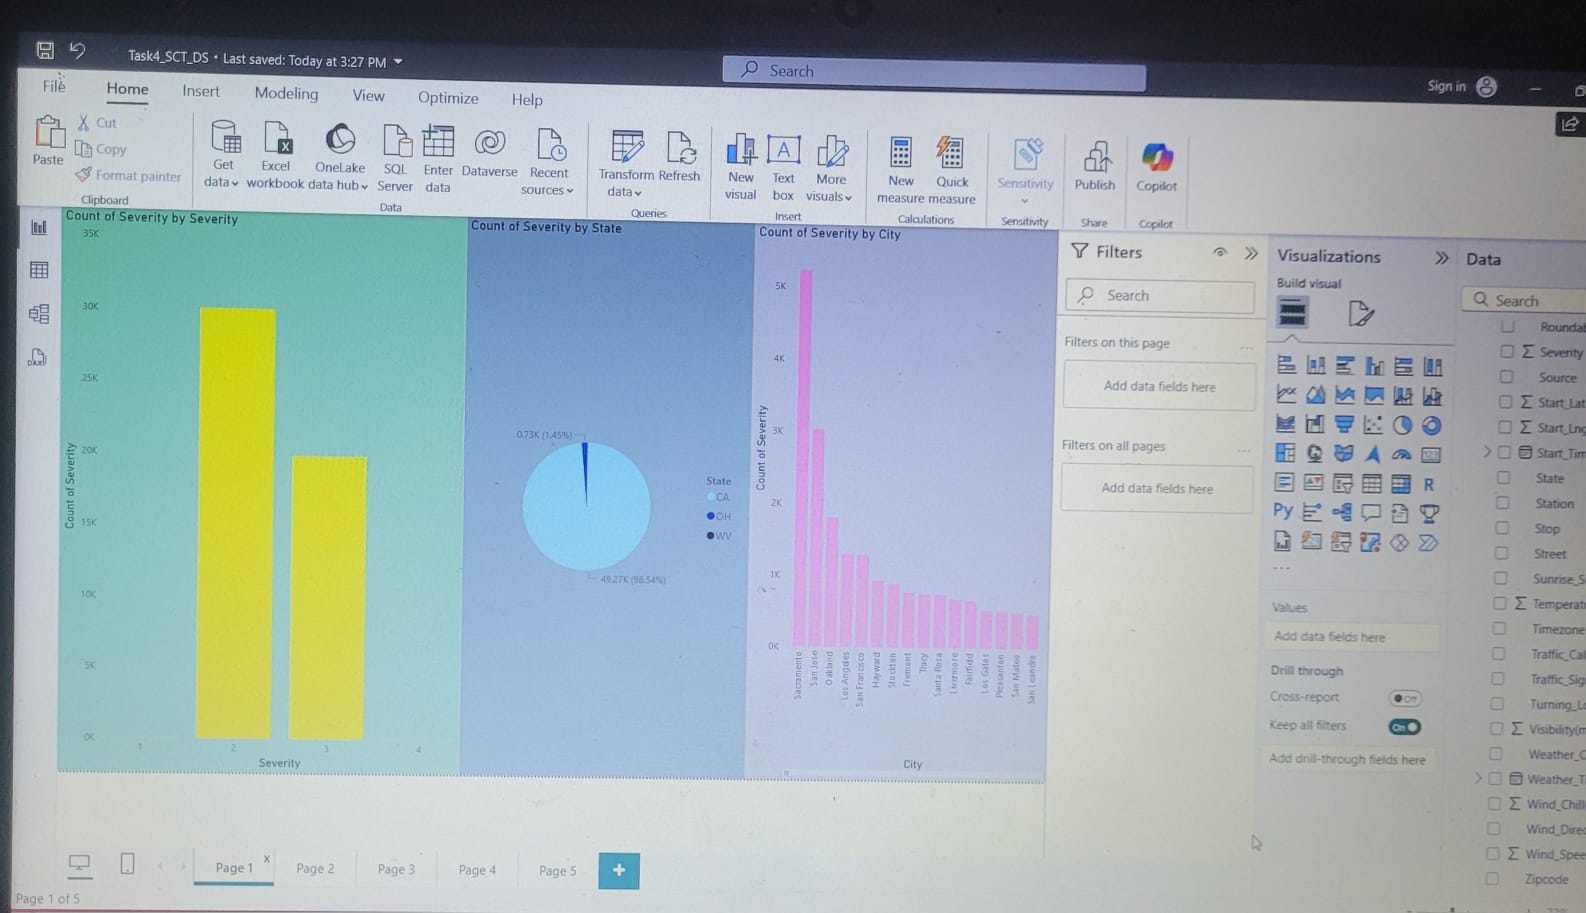 Task4_SCT_DS • Last saved: Today at 3:27 PM
Search
Sign in
File Home Insert Modeling View Optimize Help
Paste
Cut
Copy
Format painter
Clipboard
Get data
Excel workbook
OneLake data hub
SQL Server
Enter data
Dataverse
Recent sources
Data
Transform data
Refresh
Queries
New visual
Text box
More visuals
Insert
New measure
Quick measure
Calculations
Sensitivity
Sensitivity
Publish
Share
Copilot
Copilot
Count of Severity by Severity
35K
30K
25K
20K
15K
10K
5K
0K
Count of Severity
1 2 3 4
Severity
Count of Severity by State
0.73K (1.45%)
49.27K (98.54%)
State
CA
OH
WV
Count of Severity by City
5K
4K
3K
2K
1K
0K
Count of Severity
Sacramento
San Jose
Oakland
Los Angeles
San Francisco
Hayward
Stockton
Fremont
Tracy
Santa Rosa
Livermore
Fairfield
Los Gatos
Pleasanton
San Mateo
San Leandro
City
Filters
Search
Filters on this page
Add data fields here
Filters on all pages
Add data fields here
Visualizations
Build visual
123
R
Py
Values
Add data fields here
Drill through
Cross-report
Off
Keep all filters
On
Add drill-through fields here
Data
Search
Roundal
Severity
Source
Start_Lat
Start_Lng
Start_Tim
State
Station
Stop
Street
Sunrise_S
Temperat
Timezone
Traffic_Cal
Traffic_Sig
Turning_L
Visibility(m
Weather_C
Weather_T
Wind_Chill
Wind_Direc
Wind_Spee
Zipcode
Page 1 Page 2 Page 3 Page 4 Page 5
Page 1 of 5